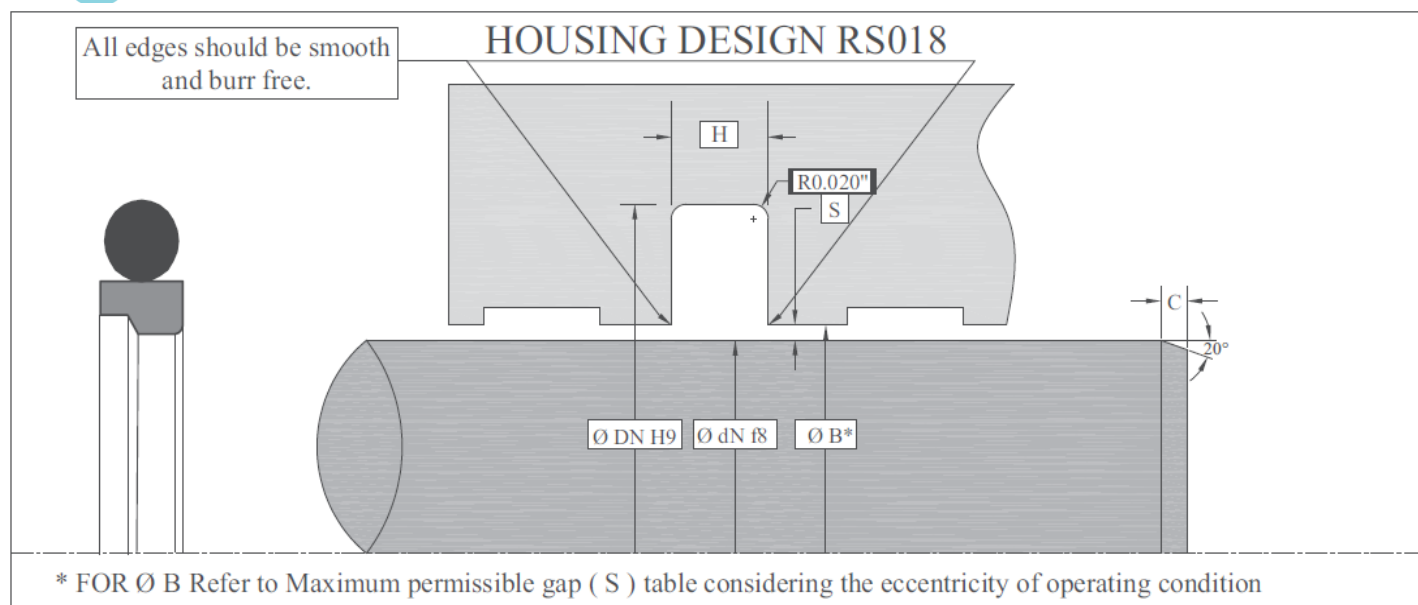 HOUSING DESIGN RS018
All edges should be smooth
and burr free.
H
R0.020"
S
C
20°
Ø DN H9
Ø dN f8
Ø B*
* FOR Ø B Refer to Maximum permissible gap ( S ) table considering the eccentricity of operating condition